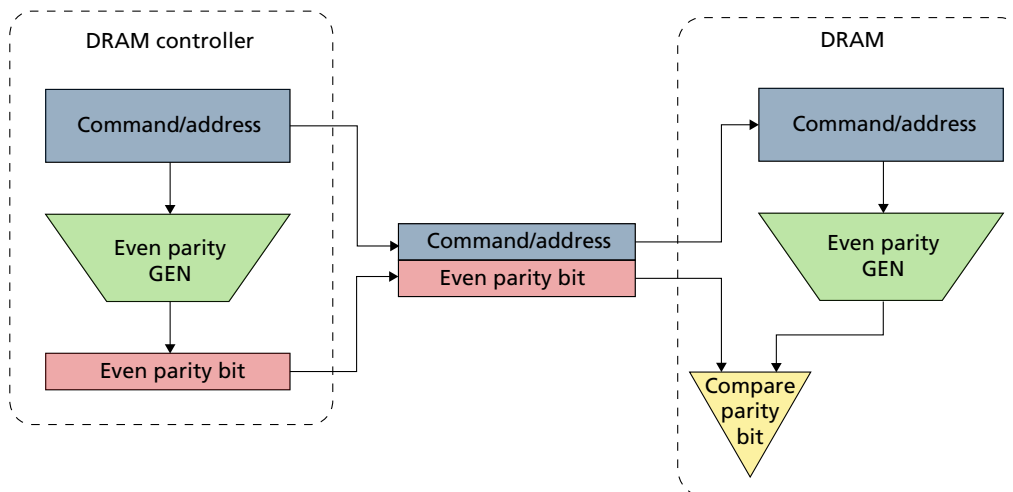 DRAM controller
Command/address
Even parity
GEN
Even parity bit
Command/address
Even parity bit
DRAM
Command/address
Even parity
GEN
Compare
parity
bit